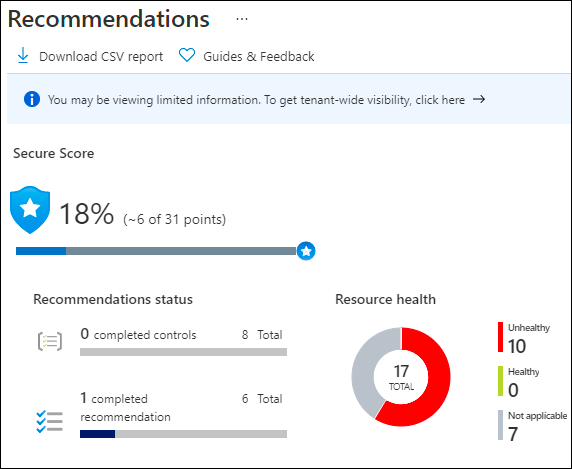 Recommendations ...
Download CSV report Guides & Feedback
You may be viewing limited information. To get tenant-wide visibility, click here →
Secure Score
18% (~6 of 31 points)
Recommendations status
0 completed controls 8 Total
1 completed
recommendation
6 Total
Resource health
17
TOTAL
Unhealthy
10
Healthy
0
Not applicable
7